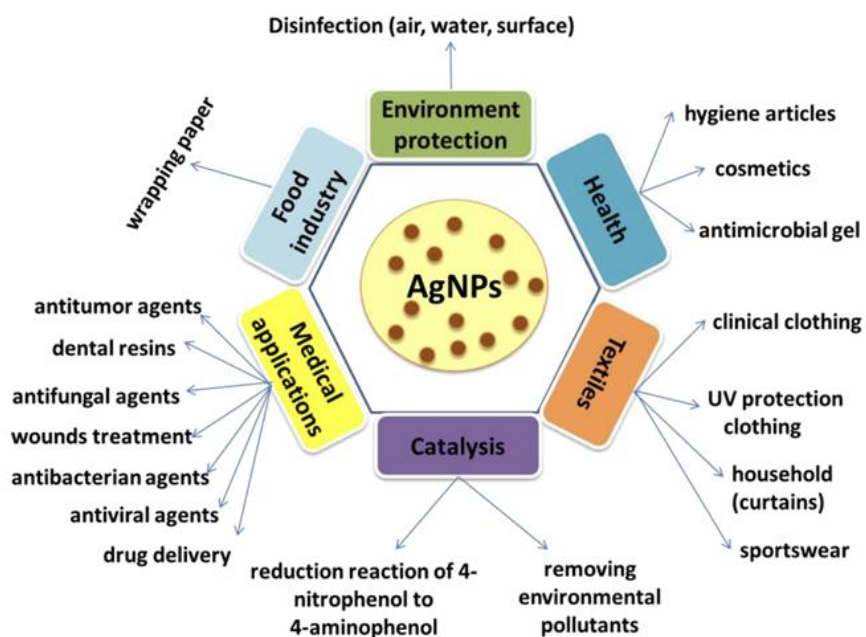 Disinfection (air, water, surface)
Environment
protection
hygiene articles
cosmetics
antimicrobial gel
Health
wrapping paper
Food
industry
AgNPs
antitumor agents
dental resins
antifungal agents
wounds treatment
antibacterian agents
antiviral agents
drug delivery
Medical
applications
Textiles
clinical clothing
UV protection
clothing
household
(curtains)
sportswear
Catalysis
reduction reaction of 4-
nitrophenol to
4-aminophenol
removing
environmental
pollutants